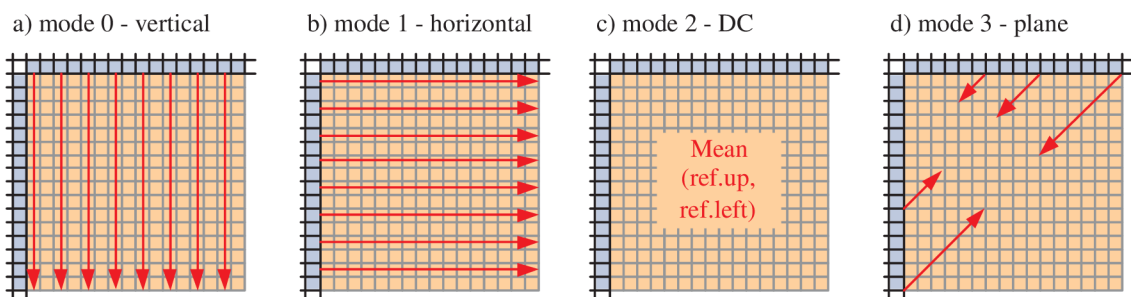 a) mode 0 - vertical
b) mode 1 - horizontal
c) mode 2 - DC
d) mode 3 - plane
Mean
(ref.up,
ref.left)